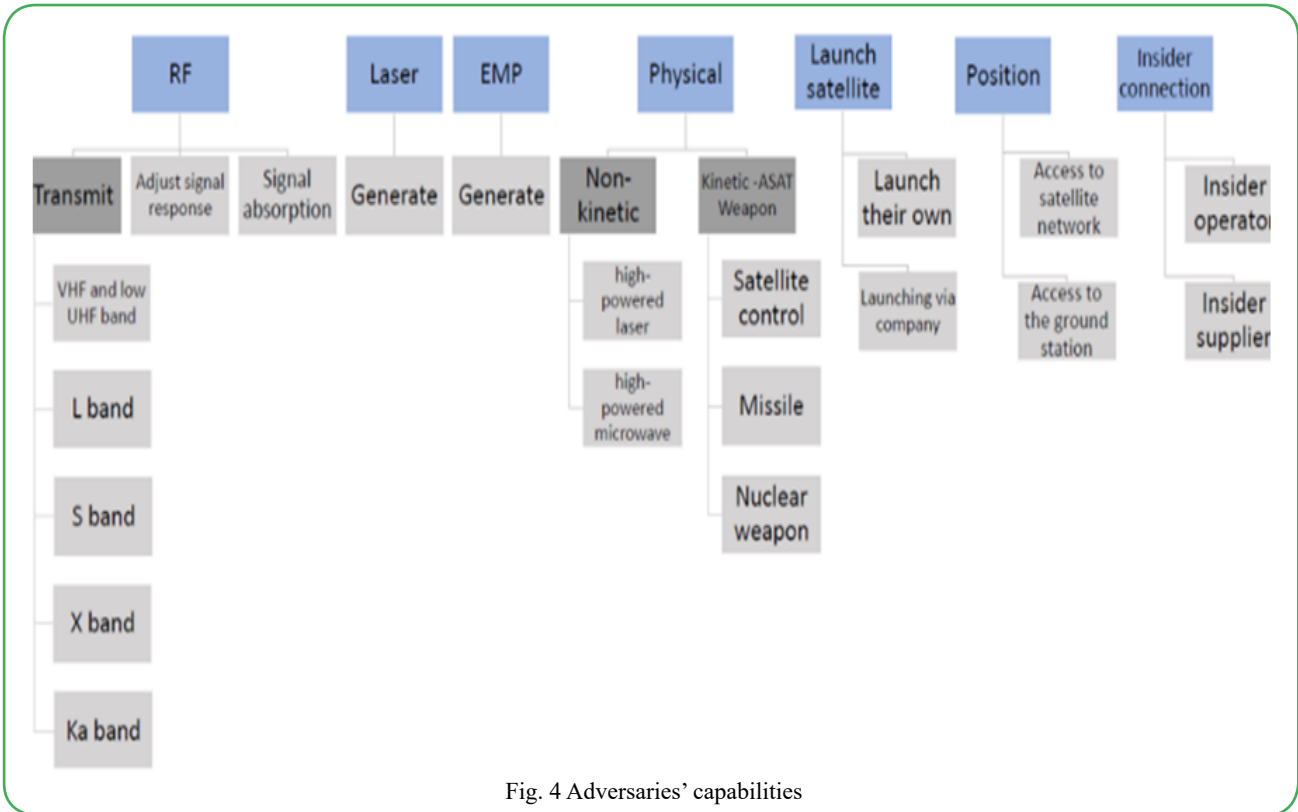 RF
Laser
EMP
Physical
Launch
satellite
Position
Insider
connection
Transmit
Adjust signal
response
Signal
absorption
Generate
Generate
Non-
kinetic
Kinetic -ASAT
Weapon
Launch
their own
Access to
satellite
network
Insider
operator
VHF and low
UHF band
high-
powered
laser
Satellite
control
Launching via
company
Access to
the ground
station
Insider
supplier
L band
high-
powered
microwave
Missile
S band
Nuclear
weapon
X band
Ka band
Fig. 4 Adversaries’ capabilities